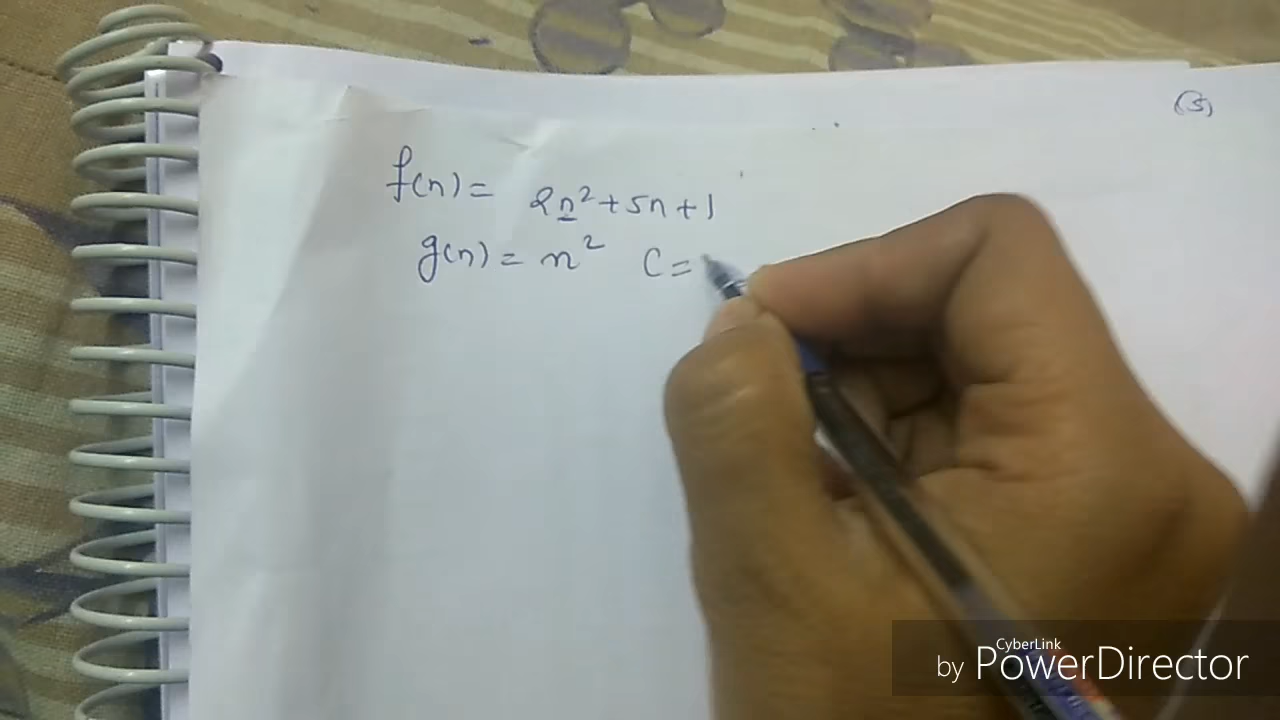 (5)
f(n) = 2n²+5n+1
g(n) = n² C=
CyberLink
by PowerDirector